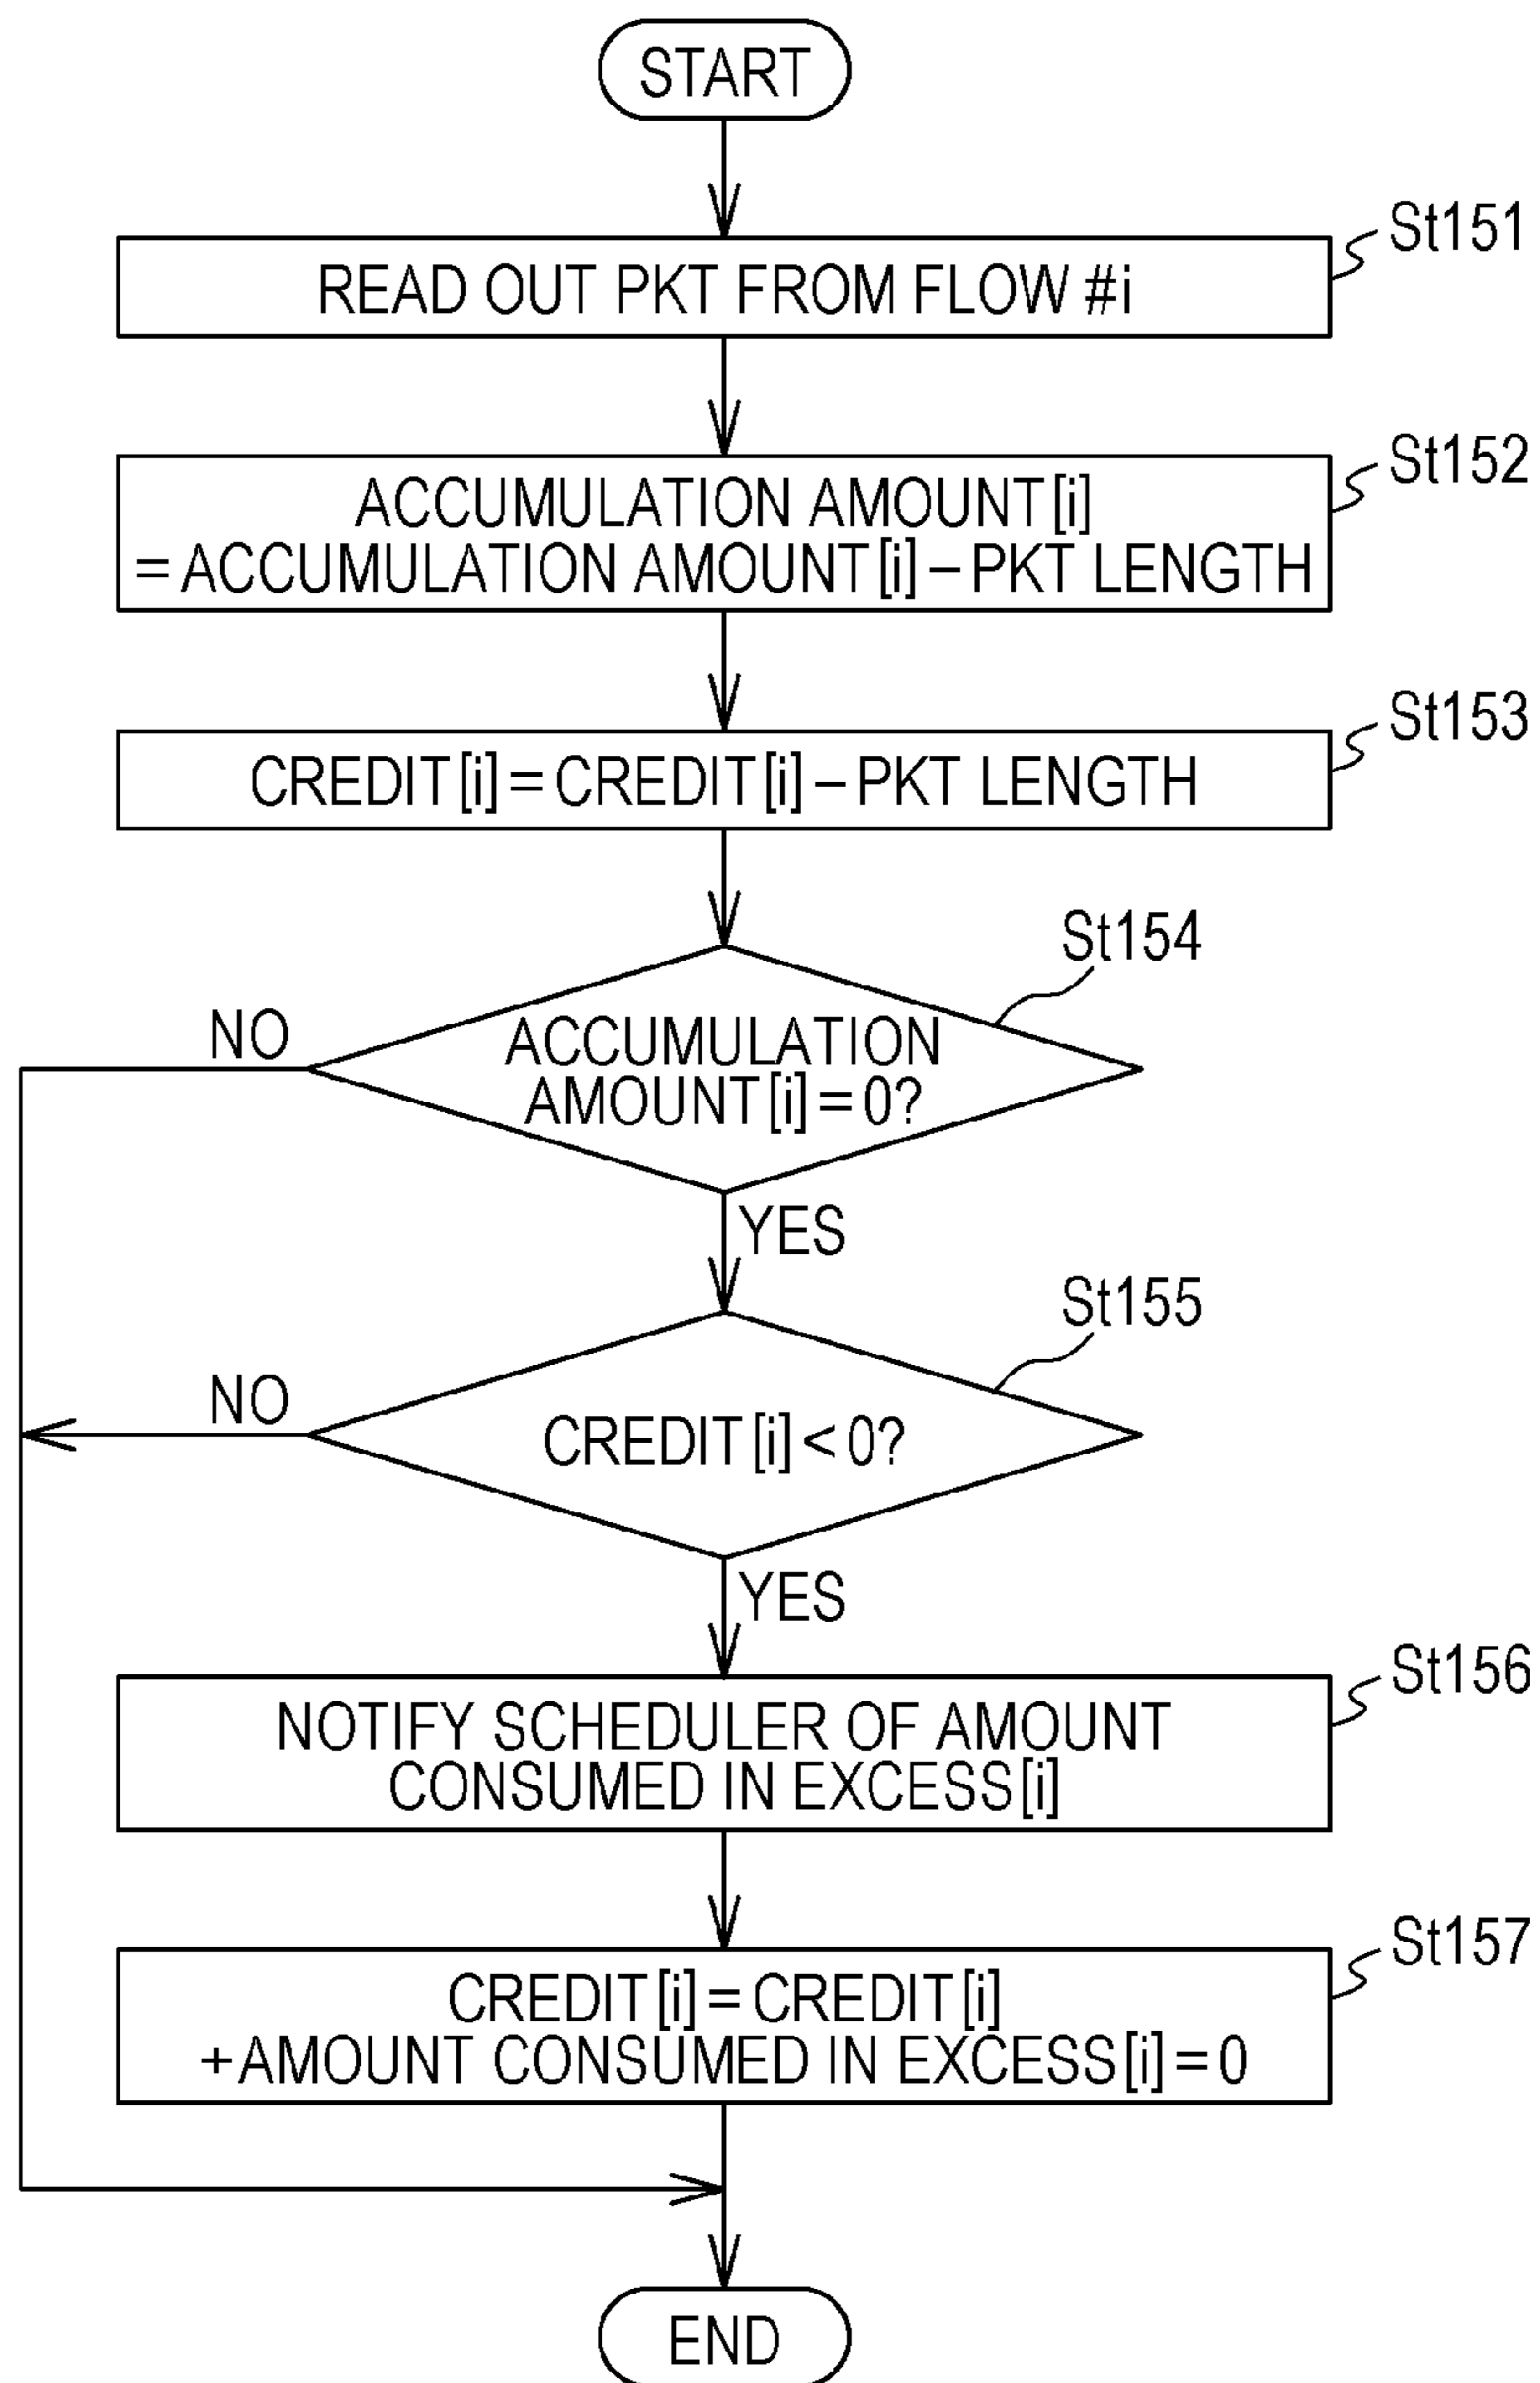 START
St151
READ OUT PKT FROM FLOW #i
St152
ACCUMULATION AMOUNT[i]
=ACCUMULATION AMOUNT[i]–PKT LENGTH
St153
CREDIT[i]=CREDIT[i]–PKT LENGTH
St154
NO
ACCUMULATION
AMOUNT[i]=0?
YES
St155
NO
CREDIT[i]<0?
YES
St156
NOTIFY SCHEDULER OF AMOUNT
CONSUMED IN EXCESS[i]
St157
CREDIT[i]=CREDIT[i]
+AMOUNT CONSUMED IN EXCESS[i]=0
END